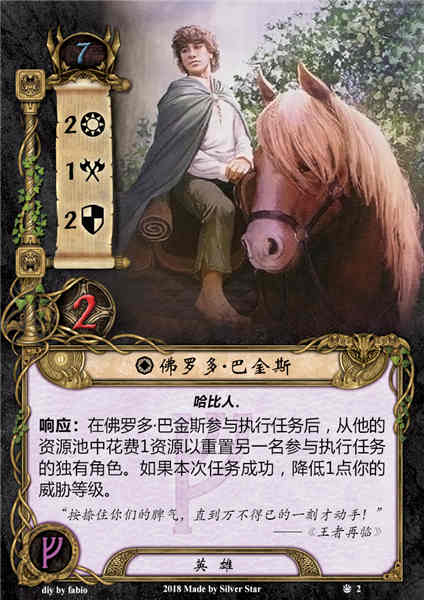 7
2
1
2
2
佛罗多·巴金斯
哈比人.
响应：在佛罗多·巴金斯参与执行任务后，从他的
资源池中花费1资源以重置另一名参与执行任务
的独有角色。如果本次任务成功，降低1点你的
威胁等级。
“按捺住你们的脾气，直到万不得已的一刻才动手！”
——《王者再临》
英 雄
diy by fabio
2018 Made by Silver Star
2